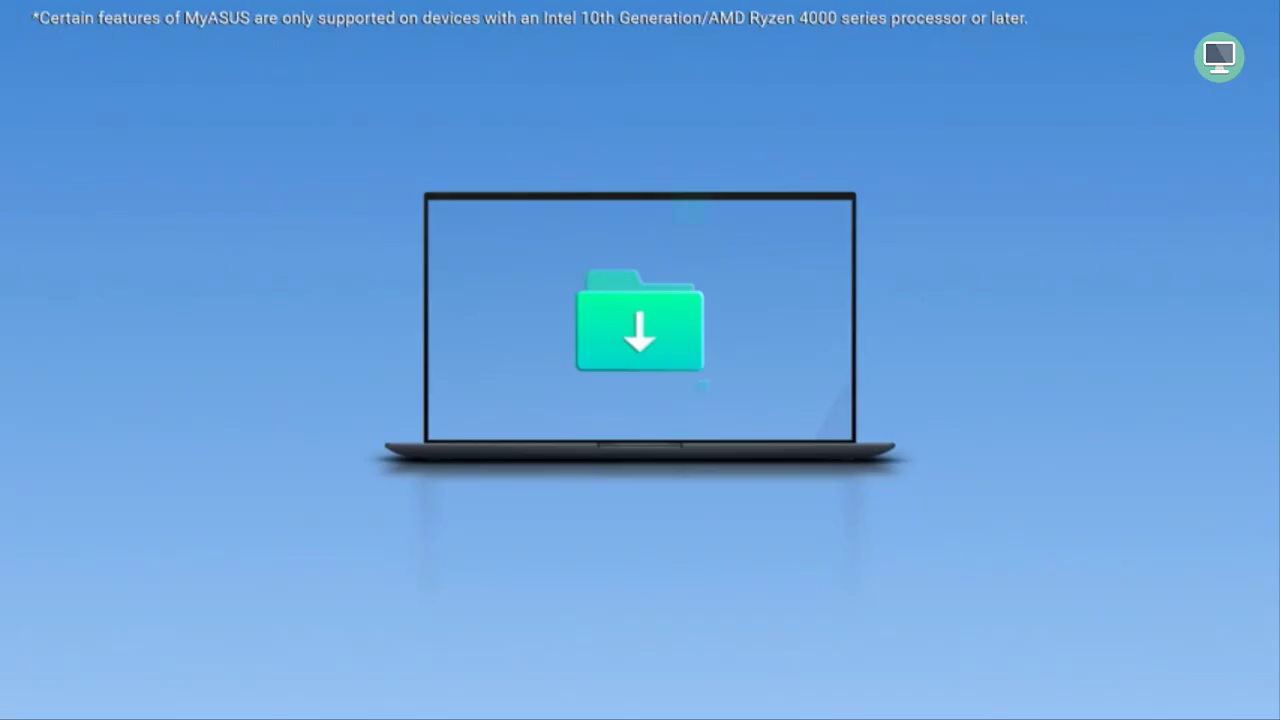 *Certain features of MyASUS are only supported on devices with an Intel 10th Generation/AMD Ryzen 4000 series processor or later.